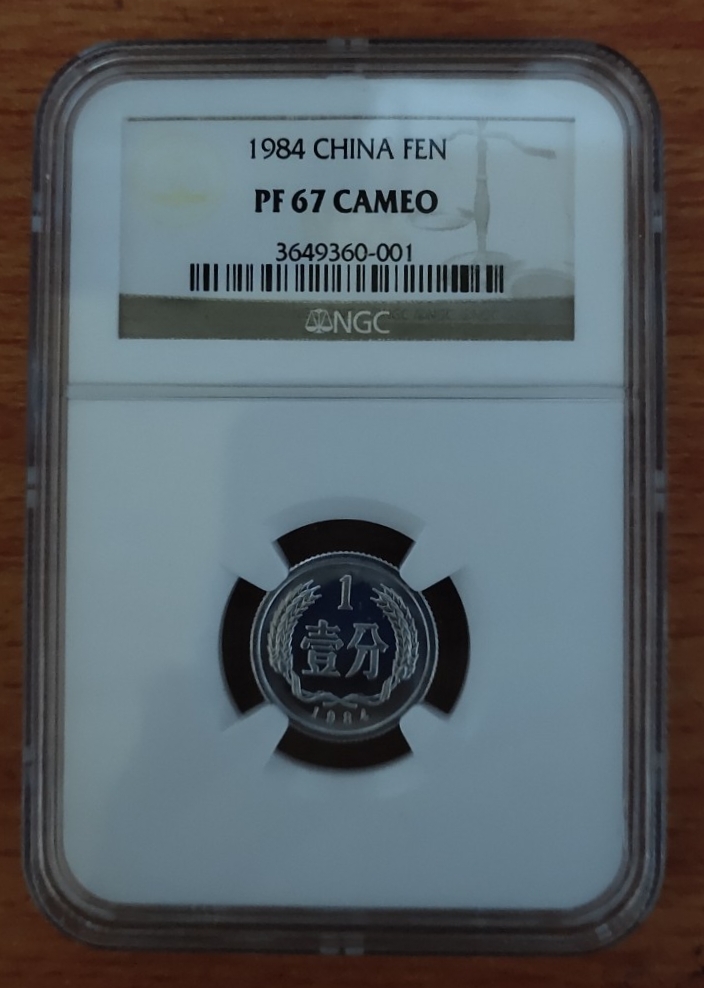 1984 CHINA FEN
PF 67 CAMEO
3649360-001
NGC
1
壹分
1984